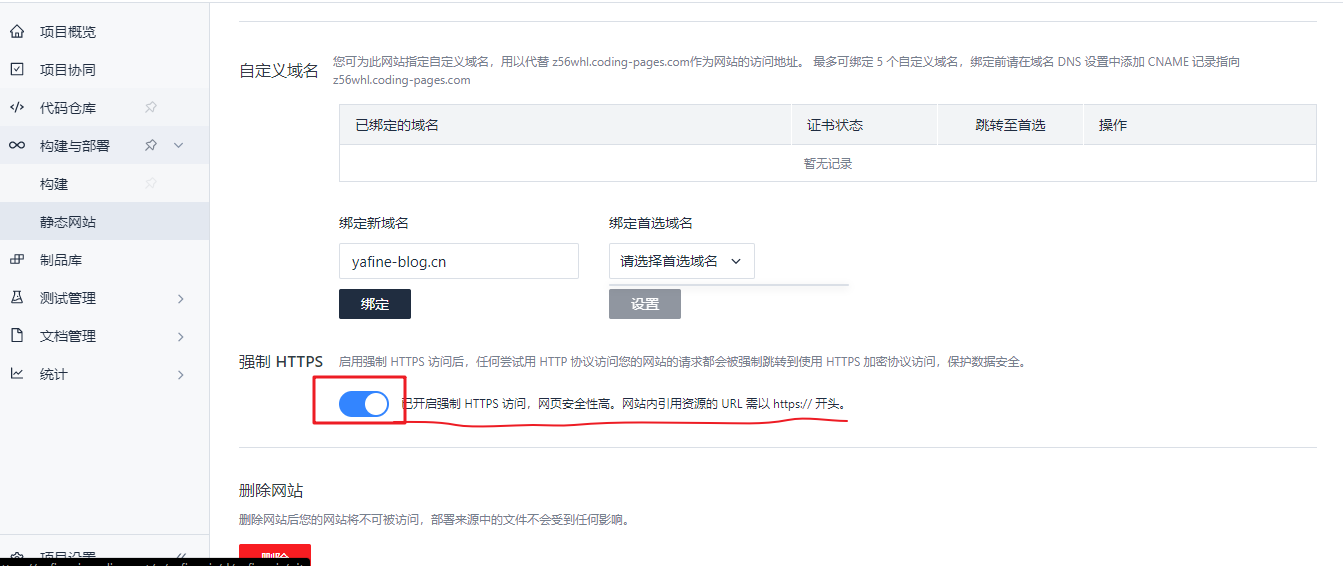 项目概览
项目协同
代码仓库
构建与部署
构建
静态网站
制品库
测试管理
文档管理
统计
项目设置
自定义域名
您可为此网站指定自定义域名，用以代替 z56whl.coding-pages.com作为网站的访问地址。 最多可绑定 5 个自定义域名，绑定前请在域名 DNS 设置中添加 CNAME 记录指向
z56whl.coding-pages.com
已绑定的域名 证书状态 跳转至首选 操作
暂无记录
绑定新域名 绑定首选域名
yafine-blog.cn 请选择首选域名
绑定 设置
强制 HTTPS 启用强制 HTTPS 访问后，任何尝试用 HTTP 协议访问您的网站的请求都会被强制跳转到使用 HTTPS 加密协议访问，保护数据安全。
已开启强制 HTTPS 访问，网页安全性高。网站内引用资源的 URL 需以 https:// 开头。
删除网站
删除网站后您的网站将不可被访问，部署来源中的文件不会受到任何影响。
删除